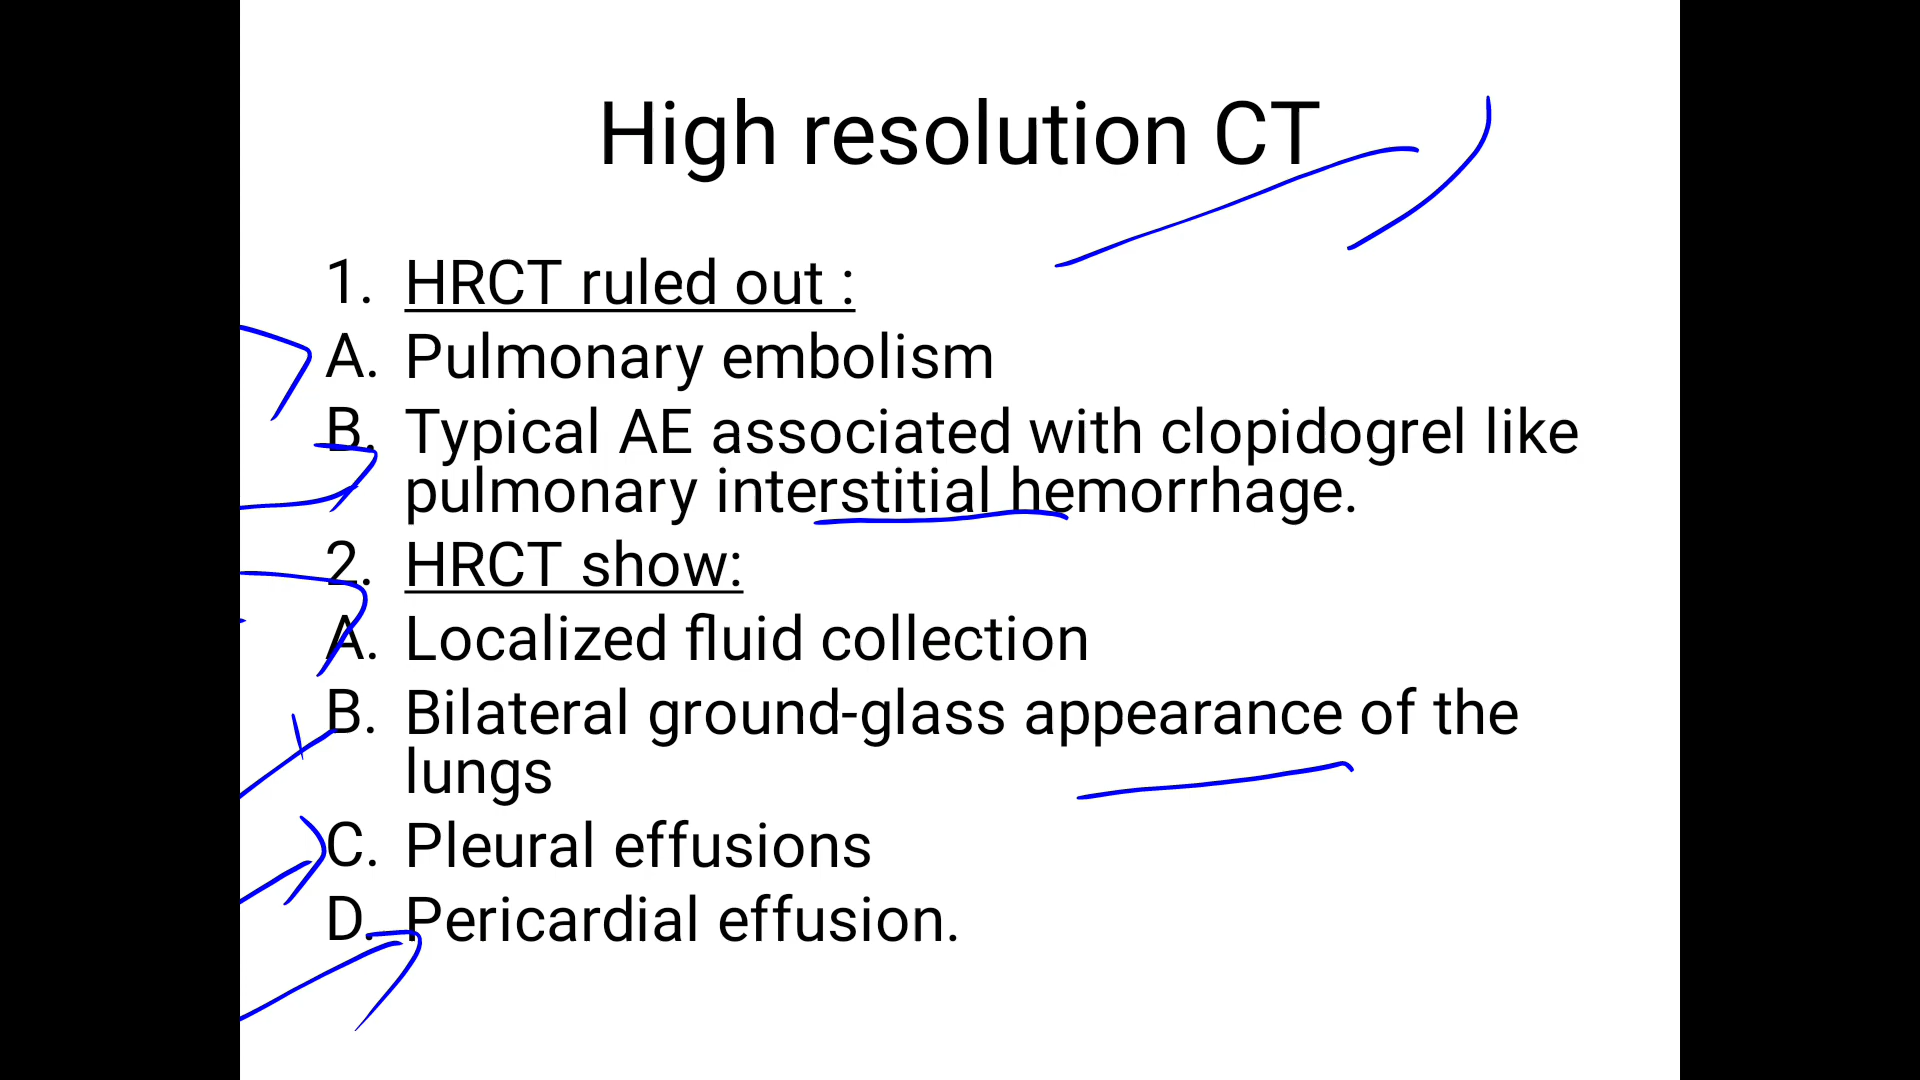 High resolution CT
1. HRCT ruled out :
A. Pulmonary embolism
B. Typical AE associated with clopidogrel like
pulmonary interstitial hemorrhage.
2. HRCT show:
A. Localized fluid collection
B. Bilateral ground-glass appearance of the
lungs
C. Pleural effusions
D. Pericardial effusion.